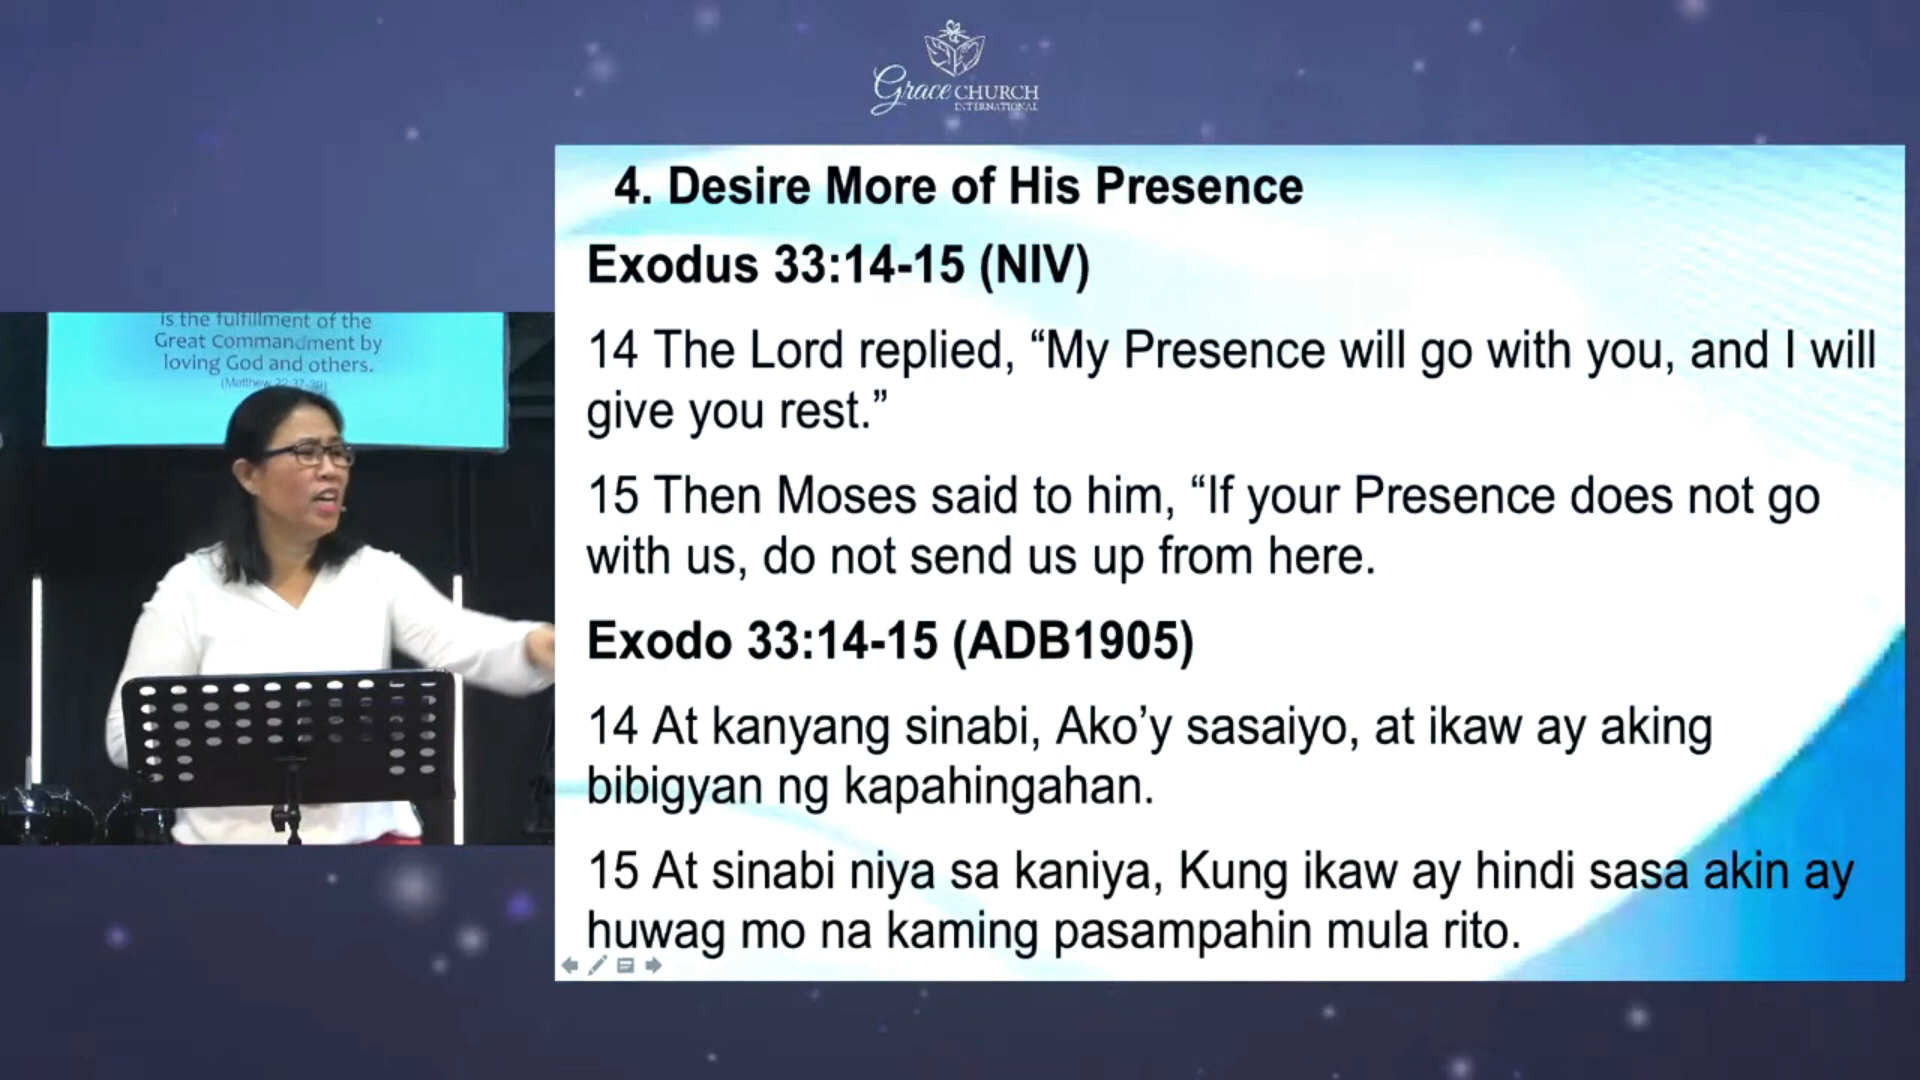 Grace CHURCH
INTERNATIONAL
4. Desire More of His Presence
Exodus 33:14-15 (NIV)
14 The Lord replied, “My Presence will go with you, and I will
give you rest.”
15 Then Moses said to him, “If your Presence does not go
with us, do not send us up from here.
Exodo 33:14-15 (ADB1905)
14 At kanyang sinabi, Ako’y sasaiyo, at ikaw ay aking
bibigyan ng kapahingahan.
15 At sinabi niya sa kaniya, Kung ikaw ay hindi sasa akin ay
huwag mo na kaming pasampahin mula rito.
is the fulfillment of the
Great Commandment by
loving God and others.
(Matthew 22:37-39)